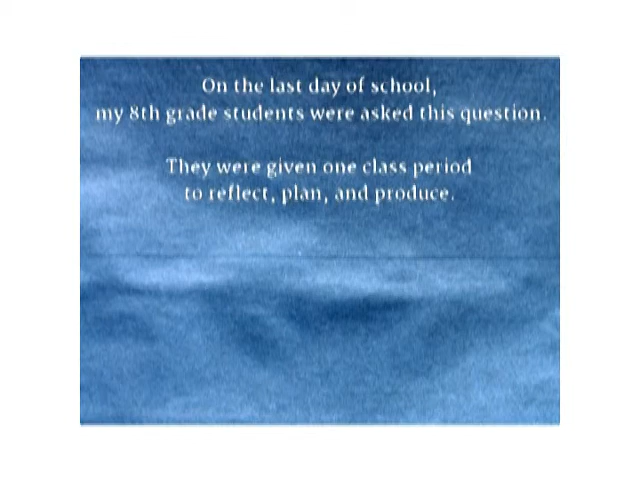 On the last day of school,
my 8th grade students were asked this question.
They were given one class period
to reflect, plan, and produce.